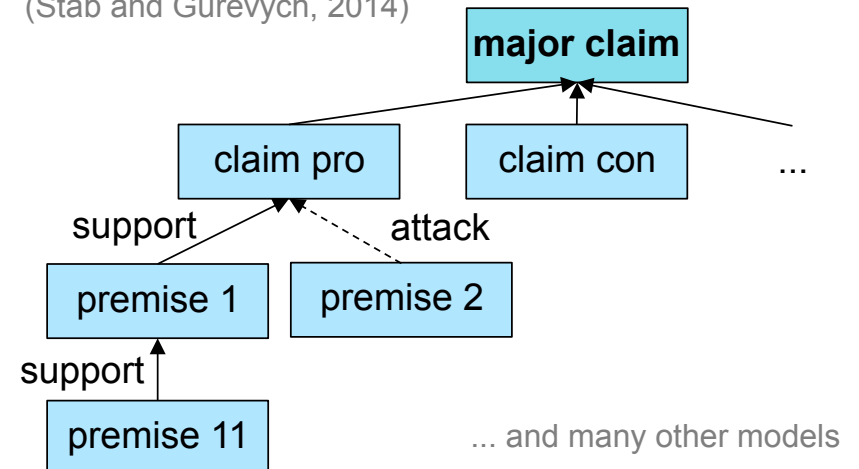 (Stab and Gurevych, 2014)
major claim
claim pro
claim con
...
support
attack
premise 1
premise 2
support
premise 11
... and many other models